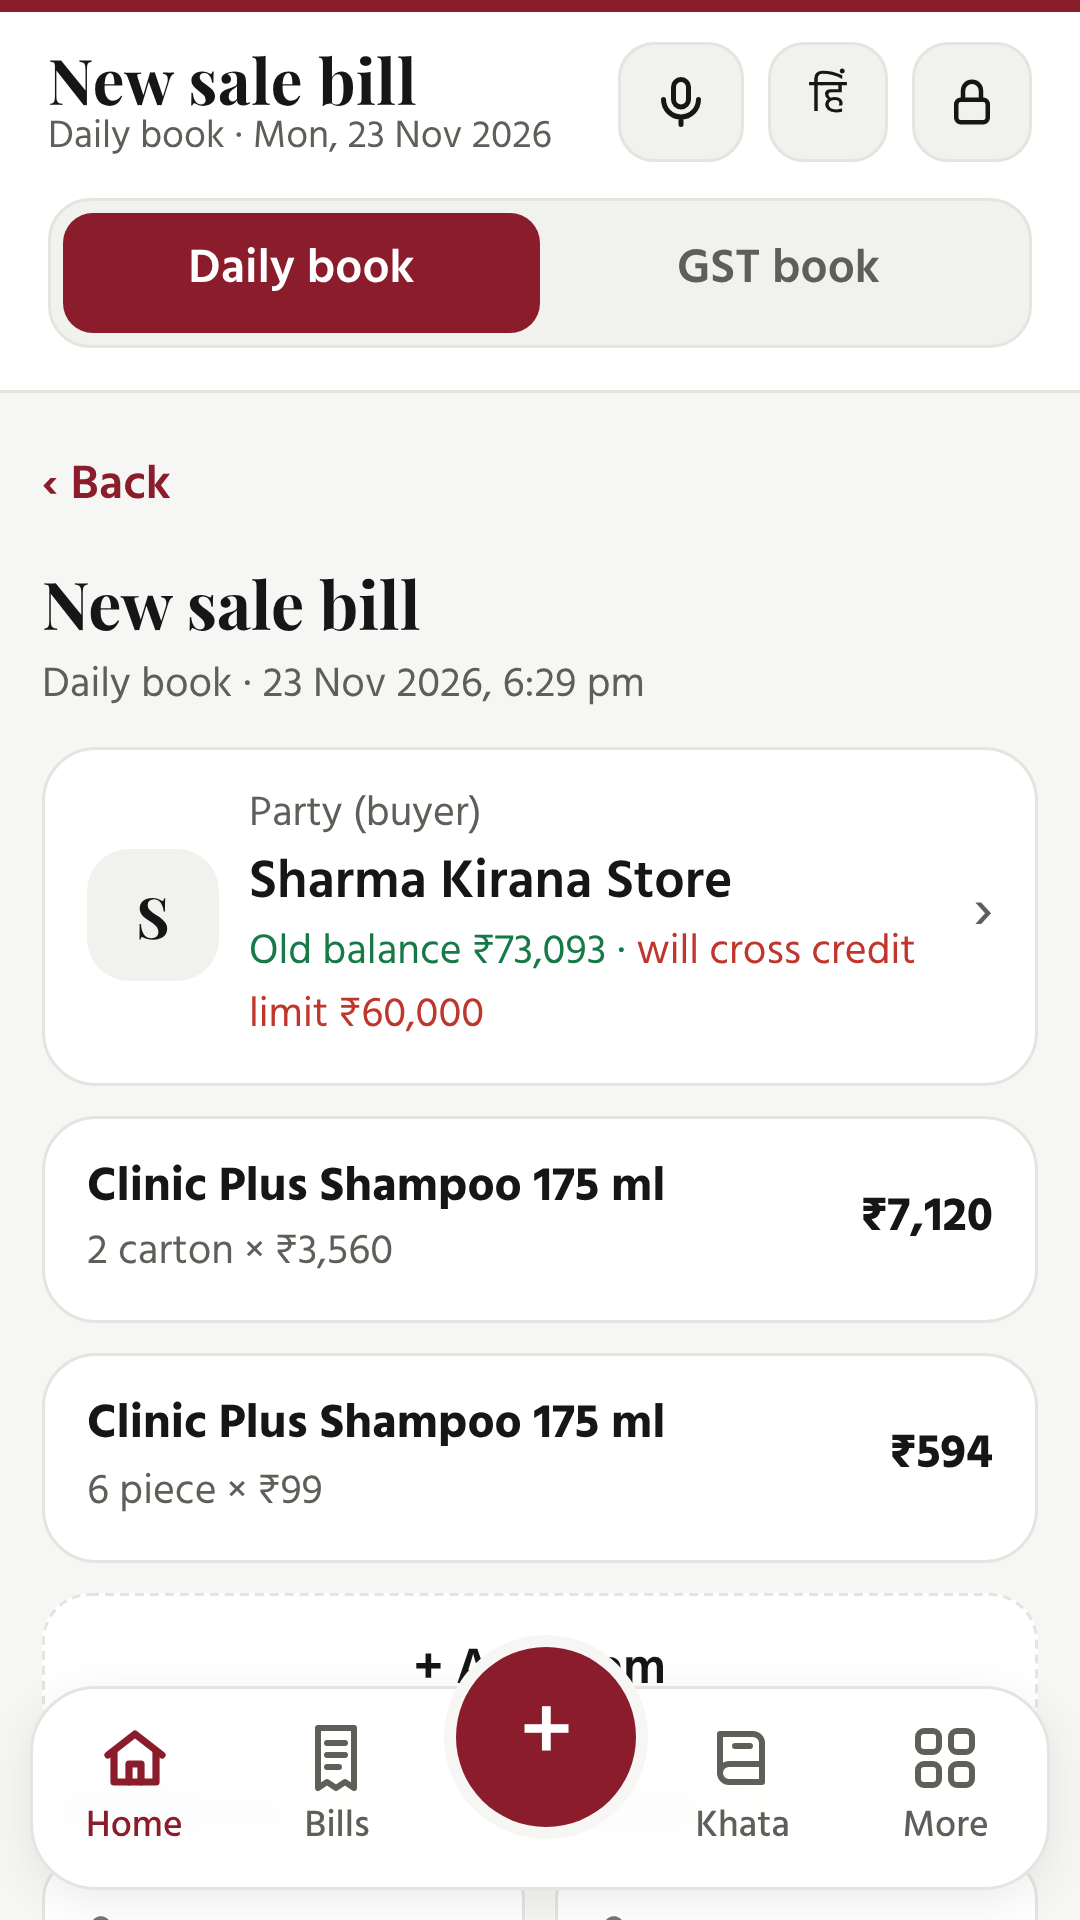 New sale bill
Daily book · Mon, 23 Nov 2026
हिं
Daily book
GST book
‹ Back
New sale bill
Daily book · 23 Nov 2026, 6:29 pm
Party (buyer)
S
Sharma Kirana Store
Old balance ₹73,093 · will cross credit
limit ₹60,000
›
Clinic Plus Shampoo 175 ml
2 carton × ₹3,560
₹7,120
Clinic Plus Shampoo 175 ml
6 piece × ₹99
₹594
+
+
Home
Bills
Khata
More